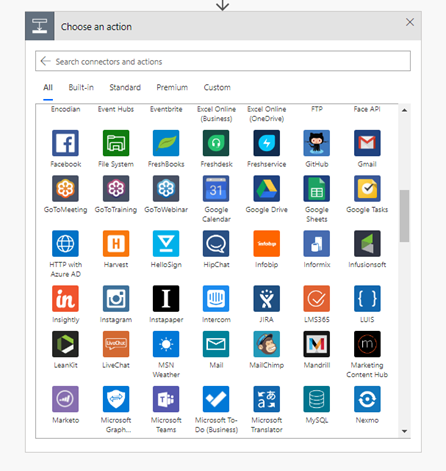 Choose an action
Search connectors and actions
All Built-in Standard Premium Custom
Encodian Event Hubs Eventbrite Excel Online Excel Online FTP Face API
(Business) (OneDrive)
Facebook File System FreshBooks Freshdesk Freshservice GitHub Gmail
GoToMeeting GoToTraining GoToWebinar Google Google Drive Google Google Tasks
Calendar Sheets
31
HTTP with Harvest HelloSign HipChat Infobip Informix Infusionsoft
Azure AD
Insightly Instagram Instapaper Intercom JIRA LMS365 LUIS
LeanKit LiveChat MSN Mail MailChimp Mandrill Marketing
Weather Content Hub
Marketo Microsoft Microsoft Microsoft To- Microsoft MySQL Nexmo
Graph... Teams Do (Business) Translator